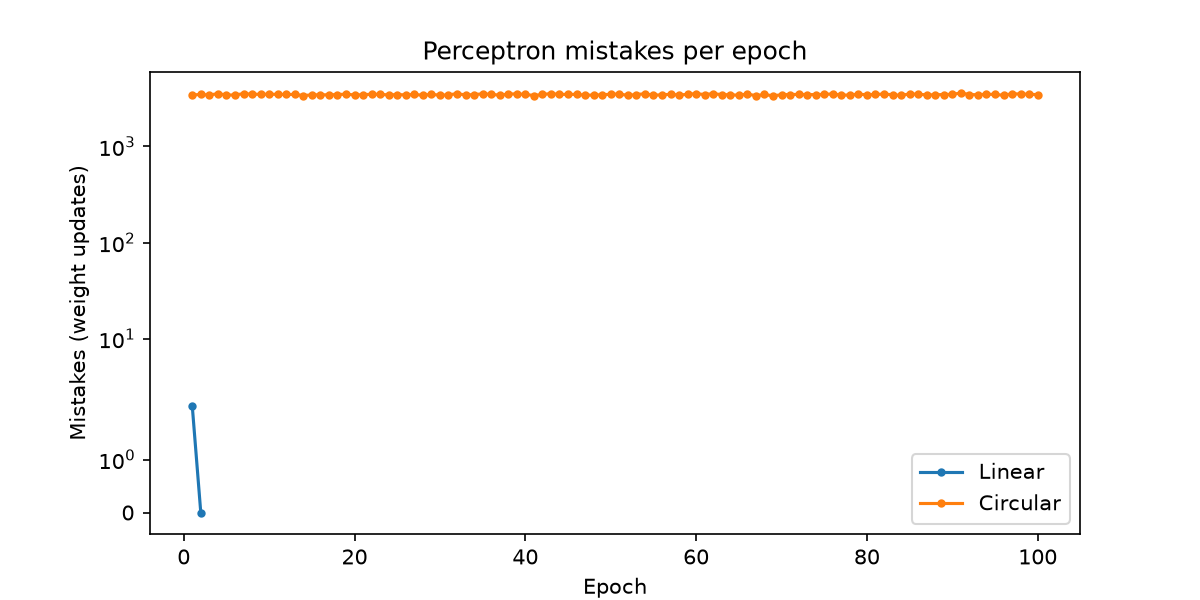 Perceptron mistakes per epoch
Mistakes (weight updates)
10³
10²
10¹
10⁰
0
Linear
Circular
0 20 40 60 80 100
Epoch